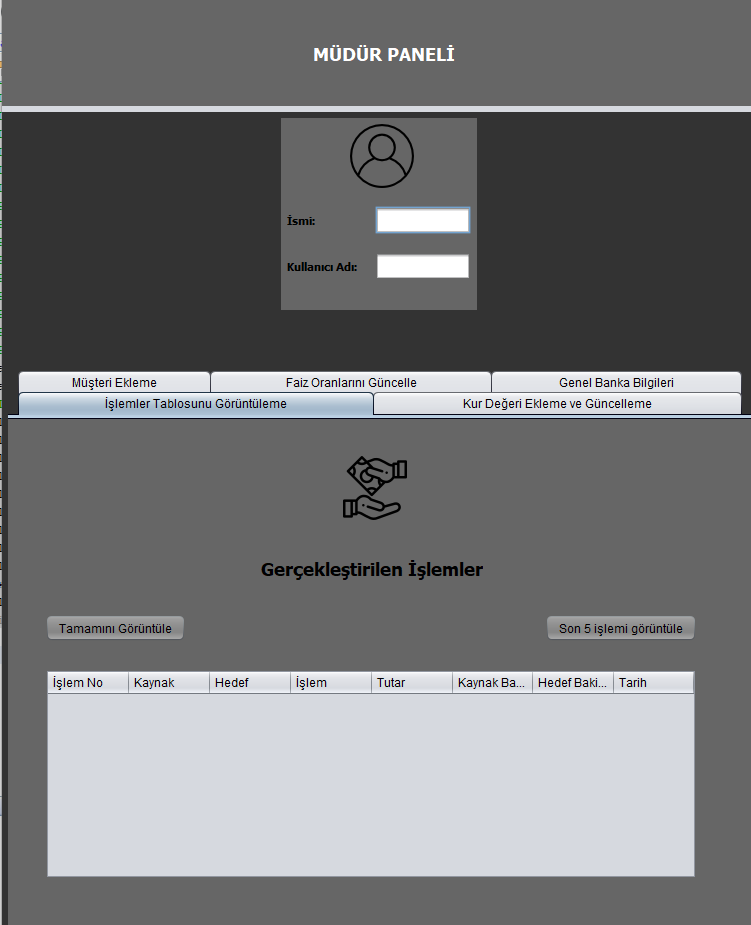 MÜDÜR PANELİ
İsmi:
Kullanıcı Adı:
Müşteri Ekleme Faiz Oranlarını Güncelle Genel Banka Bilgileri
İşlemler Tablosunu Görüntüleme Kur Değeri Ekleme ve Güncelleme
Gerçekleştirilen İşlemler
Tamamını Görüntüle Son 5 işlemi görüntüle
İşlem No Kaynak Hedef İşlem Tutar Kaynak Ba... Hedef Baki... Tarih